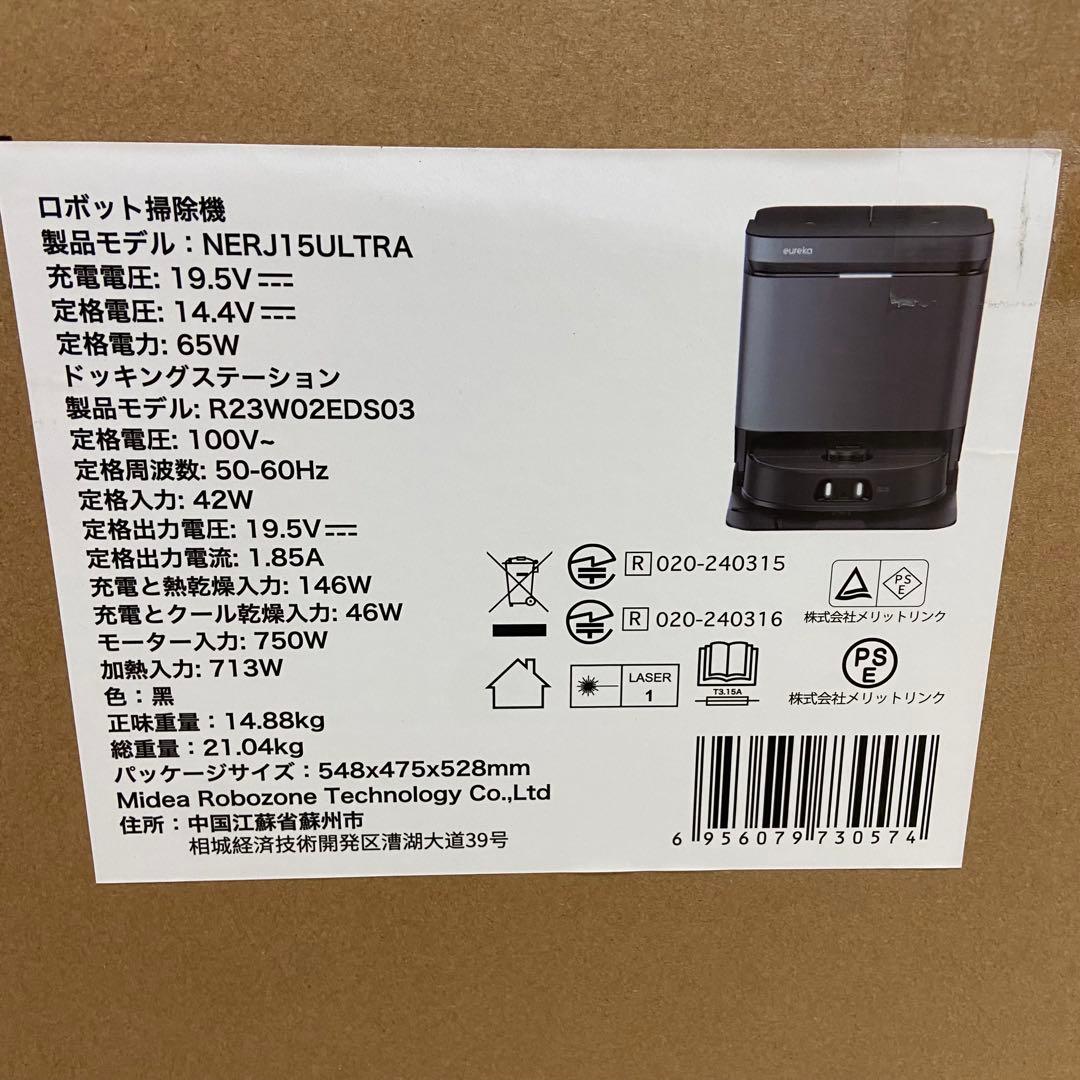 ロボット掃除機
製品モデル：NERJ15ULTRA
充電電圧: 19.5V⎓
定格電圧: 14.4V⎓
定格電力: 65W
ドッキングステーション
製品モデル: R23W02EDS03
定格電圧: 100V~
定格周波数: 50-60Hz
定格入力: 42W
定格出力電圧: 19.5V⎓
定格出力電流: 1.85A
充電と熱乾燥入力: 146W
充電とクール乾燥入力: 46W
モーター入力: 750W
加熱入力: 713W
色：黑
正味重量：14.88kg
総重量：21.04kg
パッケージサイズ：548x475x528mm
Midea Robozone Technology Co.,Ltd
住所：中国江蘇省蘇州市
相城経済技術開発区漕湖大道39号
eureka
R 020-240315
R 020-240316
PSE
株式会社メリットリンク
LASER
1
T3.15A
PSE
株式会社メリットリンク
6 956079 730574